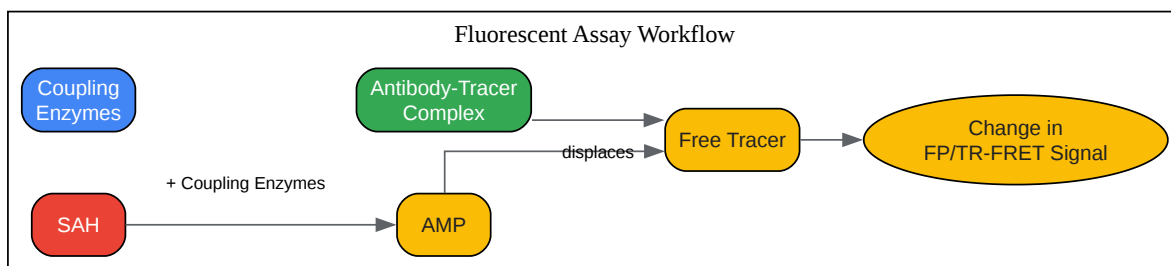 Fluorescent Assay Workflow
Coupling
Enzymes
Antibody-Tracer
Complex
Free Tracer
Change in
FP/TR-FRET Signal
displaces
+ Coupling Enzymes
SAH
AMP